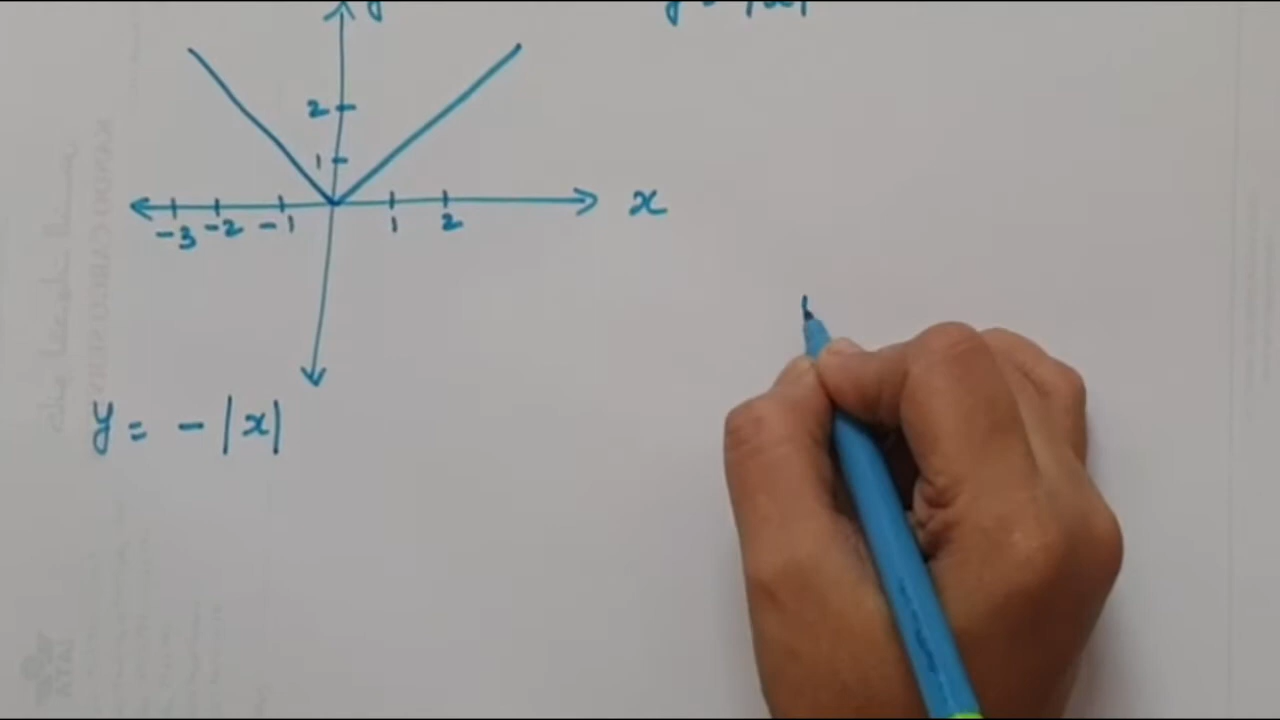 y = |x|
2
1
x
-3 -2 -1 1 2
y = - |x|